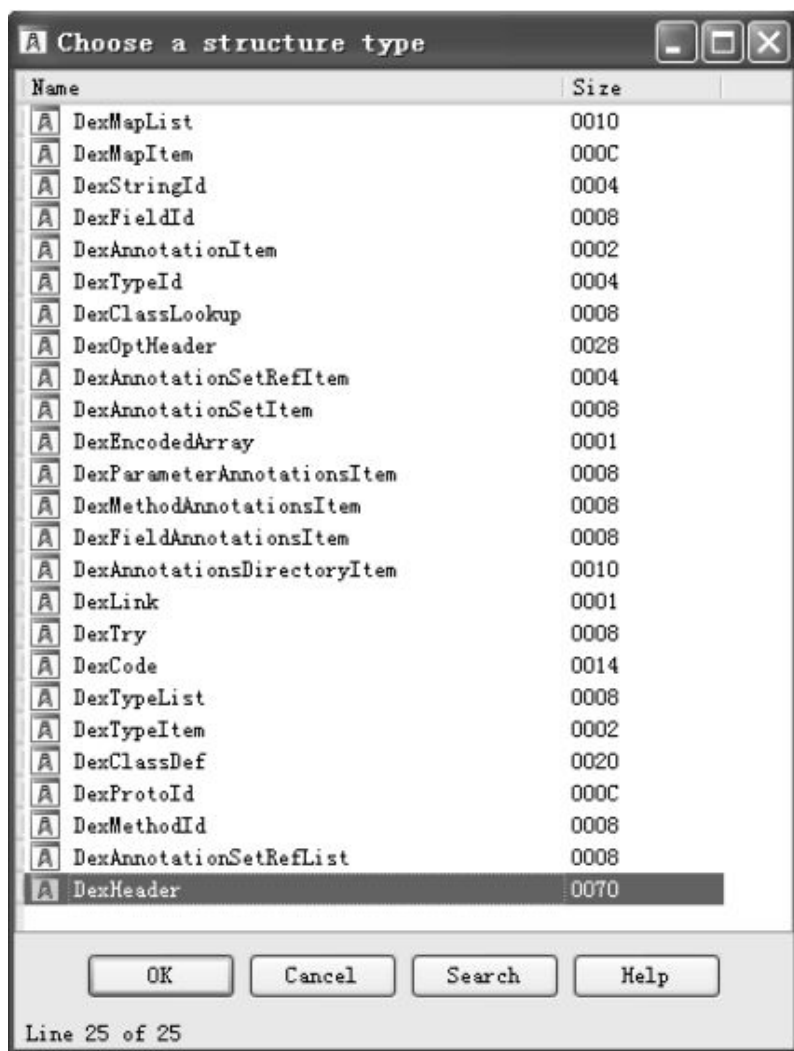 Choose a structure type
Name Size
DexMapList 0010
DexMapItem 000C
DexStringId 0004
DexFieldId 0008
DexAnnotationItem 0002
DexTypeId 0004
DexClassLookup 0008
DexOptHeader 0028
DexAnnotationSetRefItem 0004
DexAnnotationSetItem 0008
DexEncodedArray 0001
DexParameterAnnotationsItem 0008
DexMethodAnnotationsItem 0008
DexFieldAnnotationsItem 0008
DexAnnotationsDirectoryItem 0010
DexLink 0001
DexTry 0008
DexCode 0014
DexTypeList 0008
DexTypeItem 0002
DexClassDef 0020
DexProtoId 000C
DexMethodId 0008
DexAnnotationSetRefList 0008
DexHeader 0070
OK Cancel Search Help
Line 25 of 25